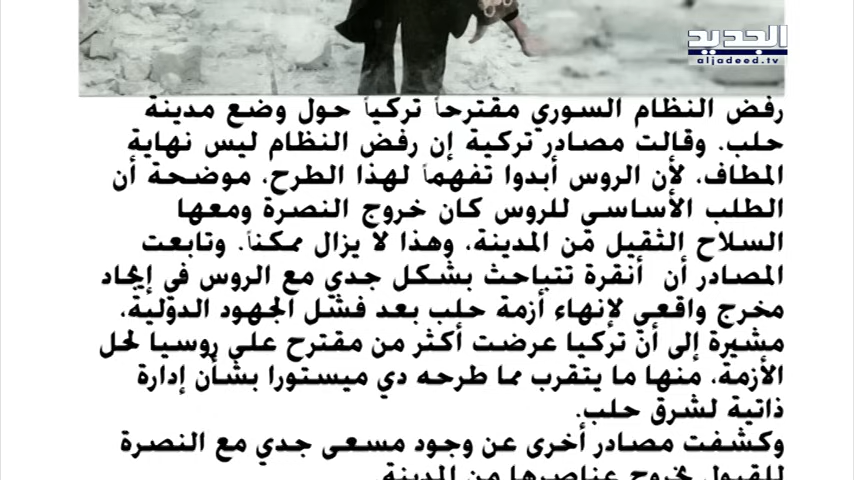 الجديد
aljadeed.tv
رفض النظام السوري مقترحاً تركياً حول وضع مدينة
حلب. وقالت مصادر تركية إن رفض النظام ليس نهاية
المطاف، لأن الروس أبدوا تفهماً لهذا الطرح، موضحة أن
الطلب الأساسي للروس كان خروج النصرة ومعها
السلاح الثقيل من المدينة، وهذا لا يزال ممكناً. وتابعت
المصادر أن أنقرة تتباحث بشكل جدي مع الروس في إيجاد
مخرج واقعي لإنهاء أزمة حلب بعد فشل الجهود الدولية،
مشيرة إلى أنّ تركيا عرضت أكثر من مقترح على روسيا لحل
الأزمة، منها ما يتقرب مما طرحه دي ميستورا بشأن إدارة
ذاتية لشرق حلب.
وكشفت مصادر أخرى عن وجود مسعى جدي مع النصرة
للقبول بخروج عناصرها من المدينة